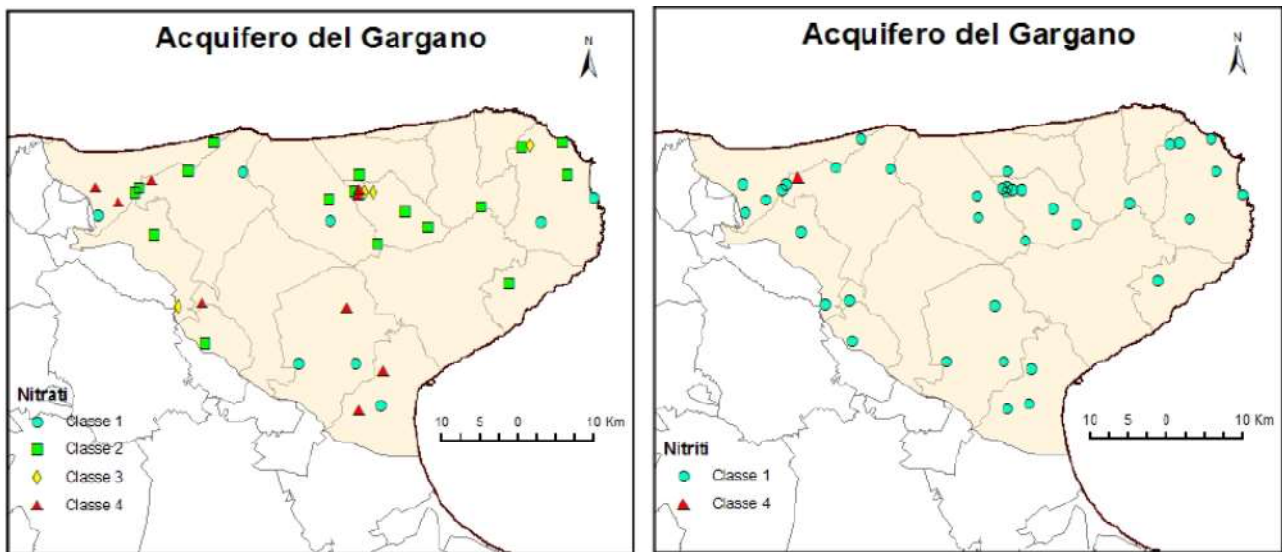 Acquifero del Gargano
N
Nitrati
Classe 1
Classe 2
Classe 3
Classe 4
10 5 0 10 Km
Acquifero del Gargano
N
Nitriti
Classe 1
Classe 4
10 5 0 10 Km